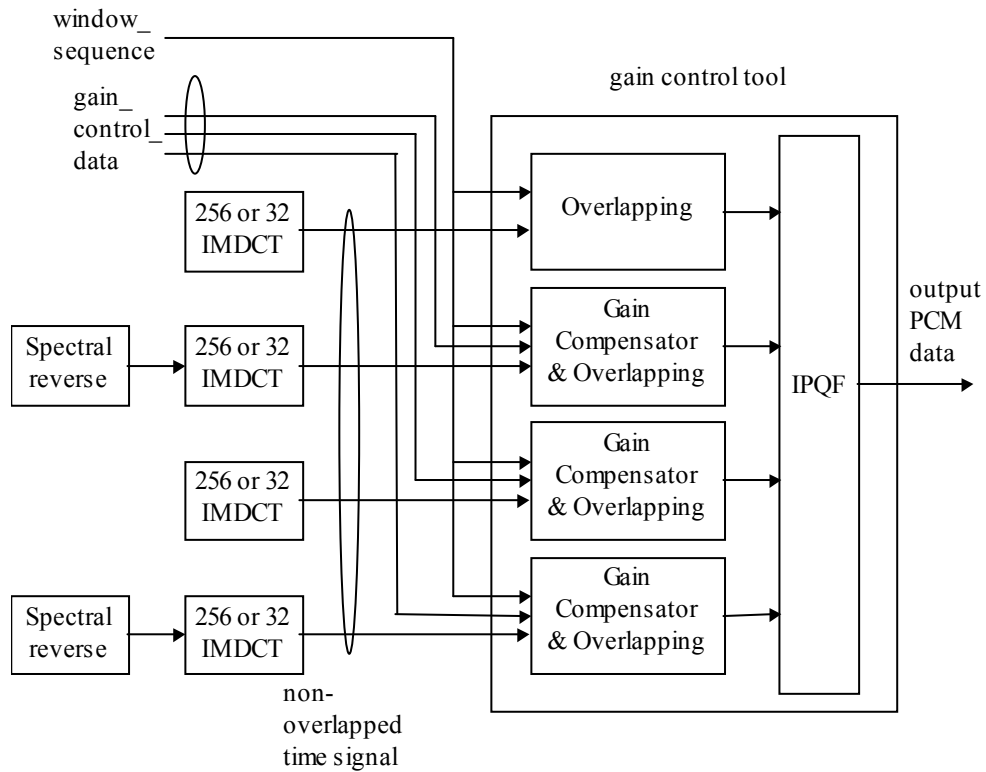 window_
sequence
gain control tool
gain_
control_
data
256 or 32
IMDCT
Overlapping
Spectral
reverse
256 or 32
IMDCT
Gain
Compensator
& Overlapping
IPQF
output
PCM
data
256 or 32
IMDCT
Gain
Compensator
& Overlapping
Spectral
reverse
256 or 32
IMDCT
Gain
Compensator
& Overlapping
non-
overlapped
time signal